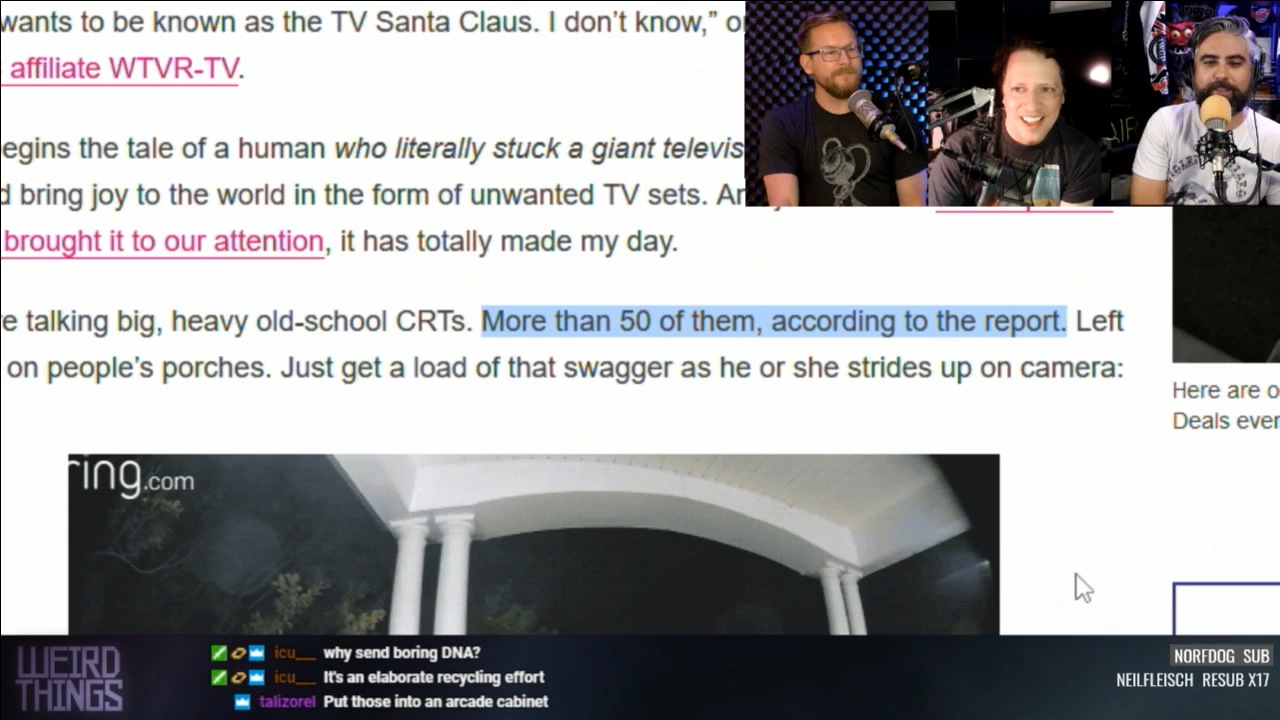 wants to be known as the TV Santa Claus. I don't know,"
affiliate WTVR-TV.
egins the tale of a human who literally stuck a giant televis
d bring joy to the world in the form of unwanted TV sets.
brought it to our attention, it has totally made my day.
e talking big, heavy old-school CRTs. More than 50 of them, according to the report. Left
on people's porches. Just get a load of that swagger as he or she strides up on camera:
Here are o
Deals ever
ring.com
WEIRD
THINGS
icu__ why send boring DNA?
icu__ It's an elaborate recycling effort
talizorel Put those into an arcade cabinet
NORFDOG SUB
NEILFLEISCH RESUB X17